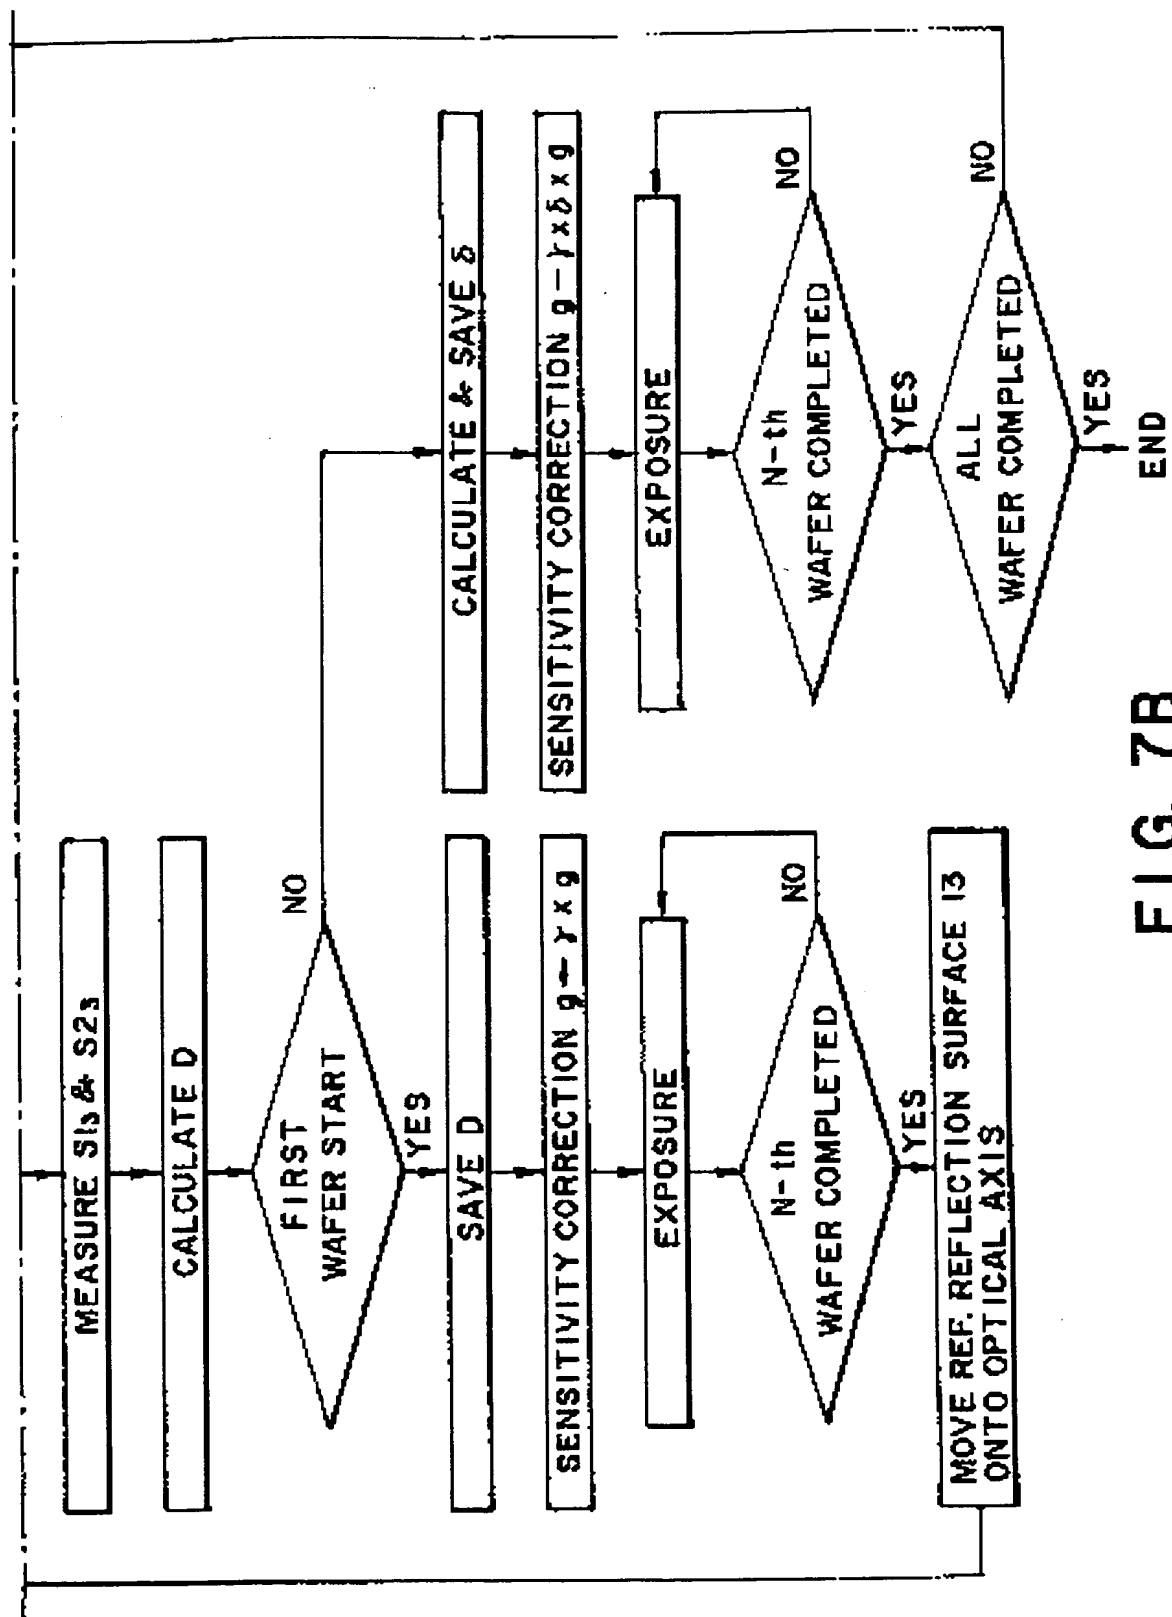 MEASURE S1₃ & S2₃
CALCULATE D
FIRST
WAFER START
NO
YES
SAVE D
SENSITIVITY CORRECTION g ← γ x g
EXPOSURE
N-th
WAFER COMPLETED
NO
YES
MOVE REF. REFLECTION SURFACE 13
ONTO OPTICAL AXIS
CALCULATE & SAVE δ
SENSITIVITY CORRECTION g − γ x δ x g
EXPOSURE
N-th
WAFER COMPLETED
NO
YES
ALL
WAFER COMPLETED
NO
YES
END
FIG. 7B